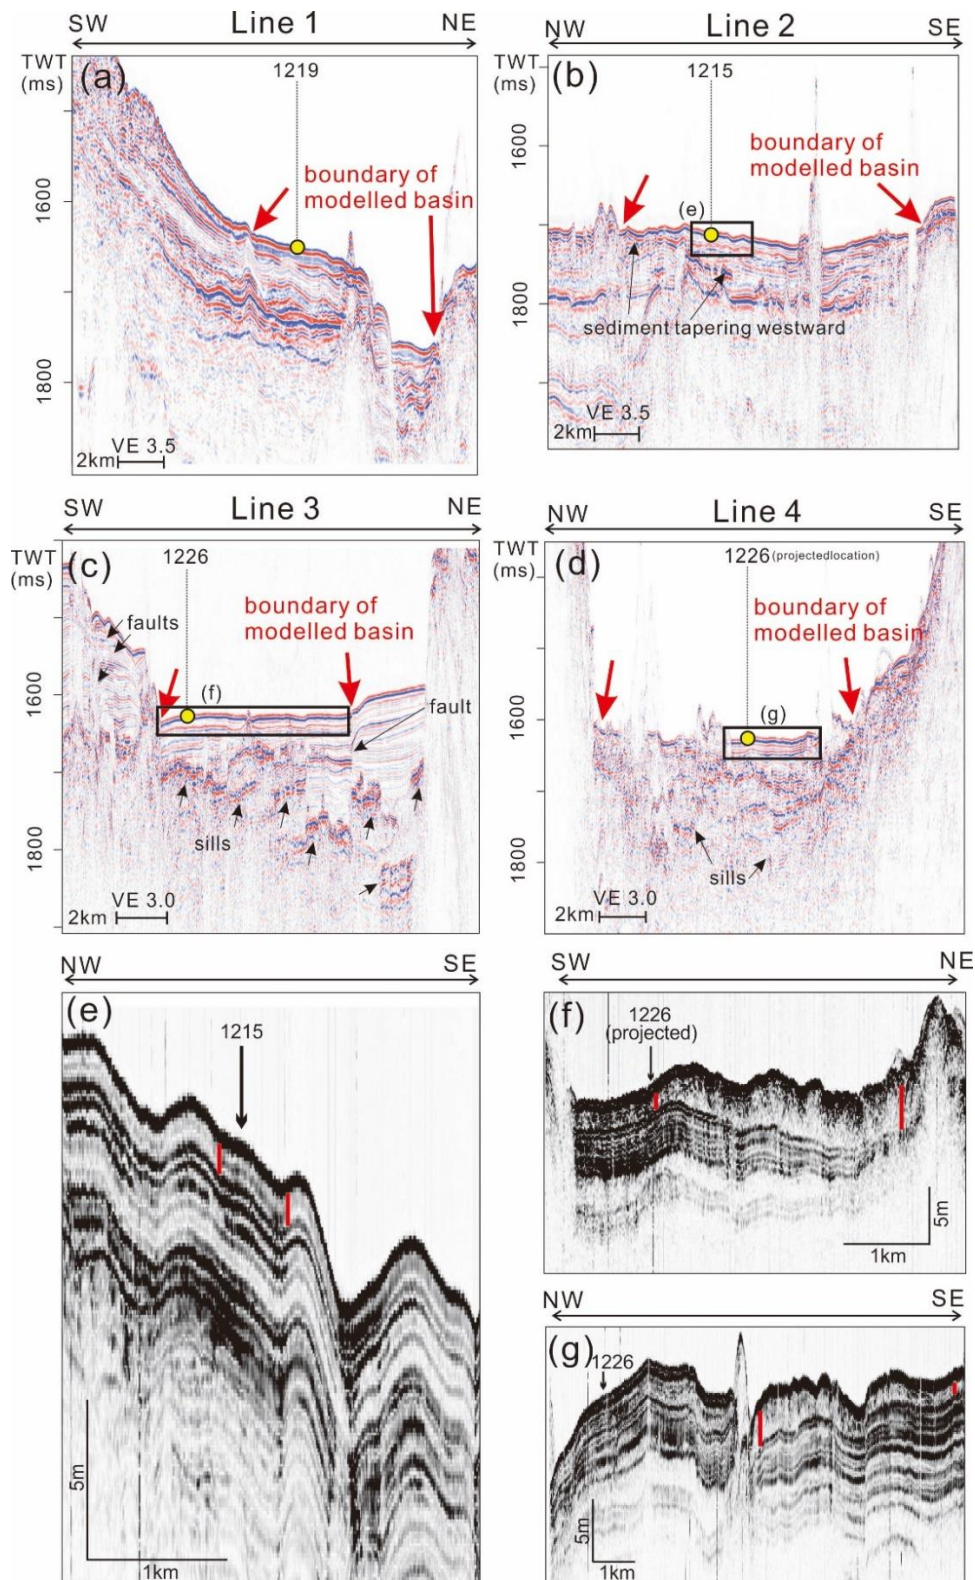 SW Line 1 NE
TWT
(ms)
(a)
1219
boundary of
modelled basin
1600
1800
VE 3.5
2km
NW Line 2 SE
TWT
(ms)
(b)
1215
boundary of
modelled basin
(e)
1600
1800
sediment tapering westward
VE 3.5
2km
SW Line 3 NE
TWT
(ms)
(c)
1226
faults
boundary of
modelled basin
(f)
fault
1600
sills
1800
VE 3.0
2km
NW Line 4 SE
TWT
(ms)
(d)
1226 (projectedlocation)
boundary of
modelled basin
(g)
1600
1800
sills
VE 3.0
2km
NW SE
(e)
1215
5m
1km
SW NE
(f)
1226
(projected)
5m
1km
NW SE
(g)
1226
5m
1km